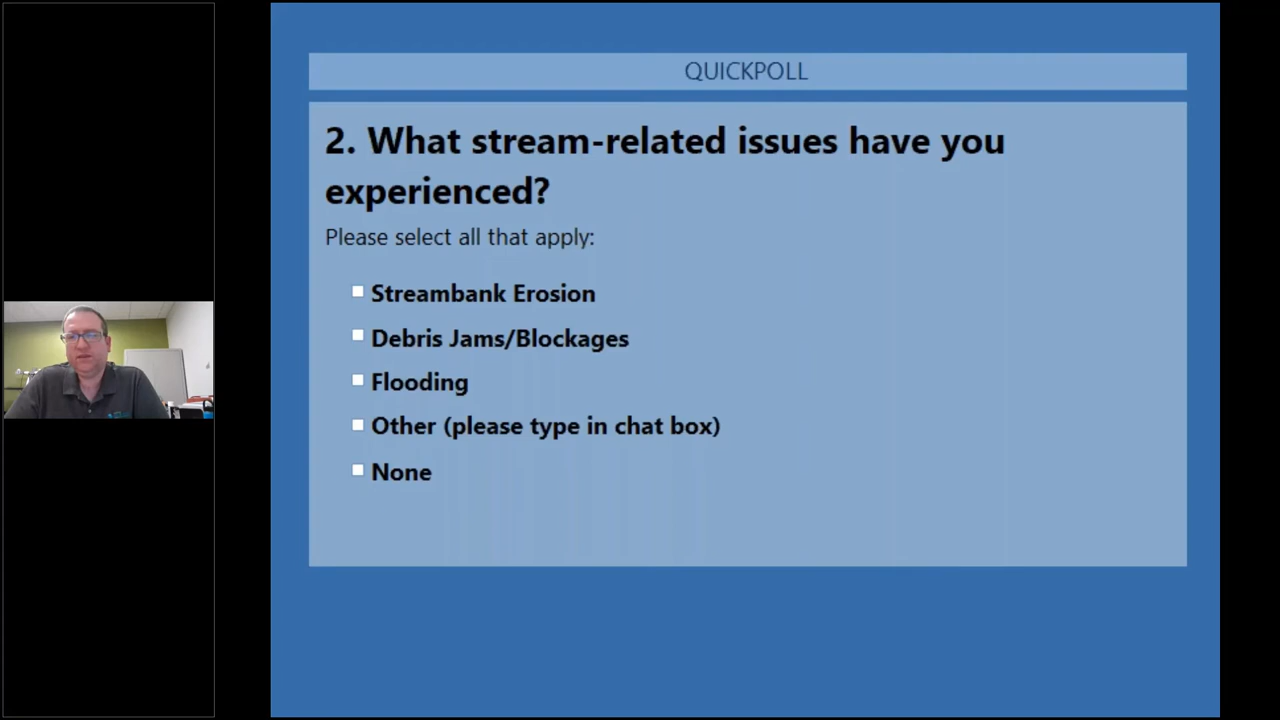 QUICKPOLL
2. What stream-related issues have you
experienced?
Please select all that apply:
Streambank Erosion
Debris Jams/Blockages
Flooding
Other (please type in chat box)
None